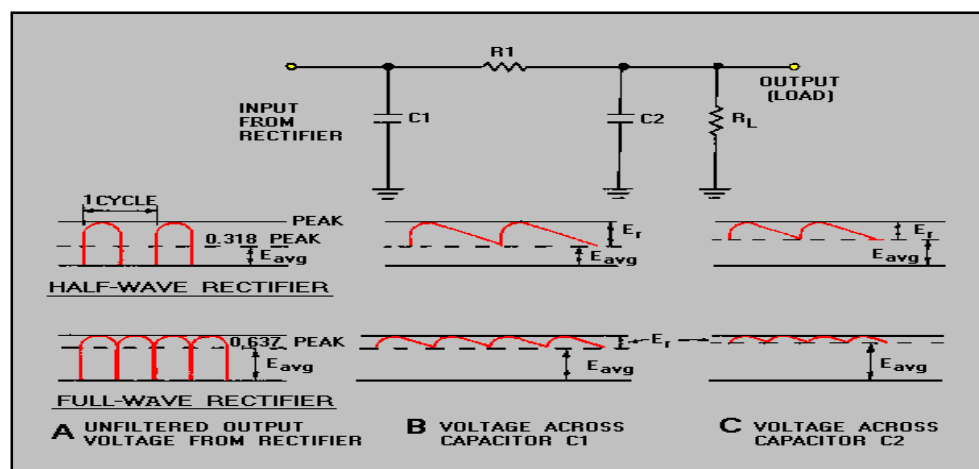 R1
OUTPUT
(LOAD)
INPUT
FROM
RECTIFIER
C1
C2
RL
1 CYCLE
PEAK
0.318 PEAK
Eavg
HALF-WAVE RECTIFIER
Er
Eavg
Er
Eavg
0.637 PEAK
Eavg
FULL-WAVE RECTIFIER
Er
Eavg
Eavg
A UNFILTERED OUTPUT
VOLTAGE FROM RECTIFIER
B VOLTAGE ACROSS
CAPACITOR C1
C VOLTAGE ACROSS
CAPACITOR C2